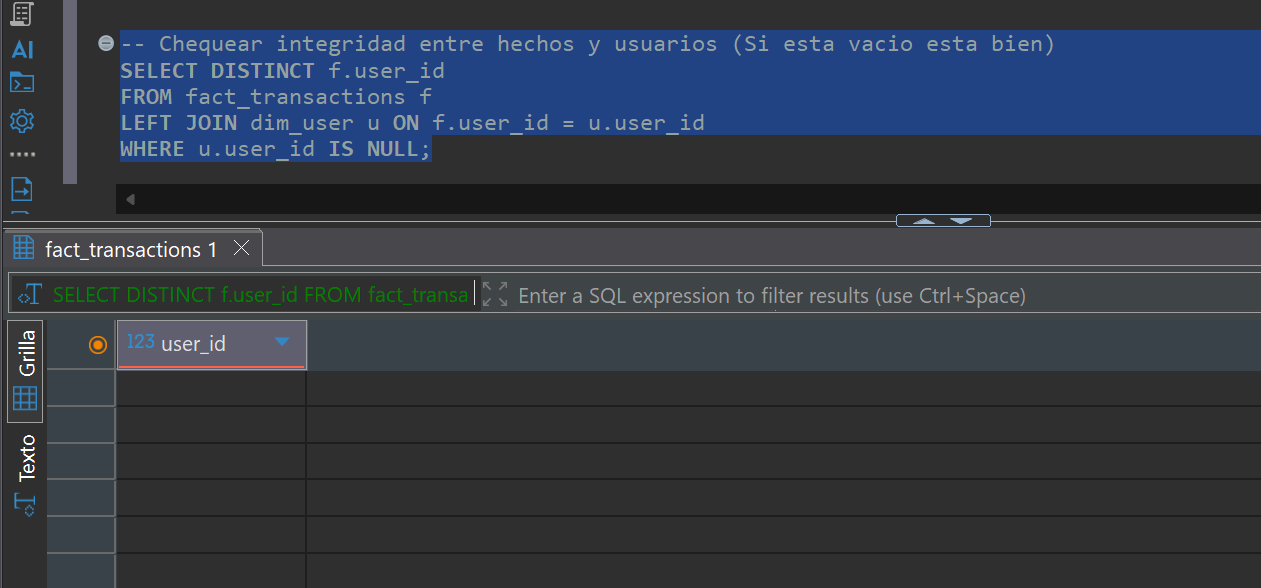 AI
-- Chequear integridad entre hechos y usuarios (Si esta vacio esta bien)
SELECT DISTINCT f.user_id
FROM fact_transactions f
LEFT JOIN dim_user u ON f.user_id = u.user_id
WHERE u.user_id IS NULL;
fact_transactions 1
SELECT DISTINCT f.user_id FROM fact_transa
Enter a SQL expression to filter results (use Ctrl+Space)
Grilla
123 user_id
Texto